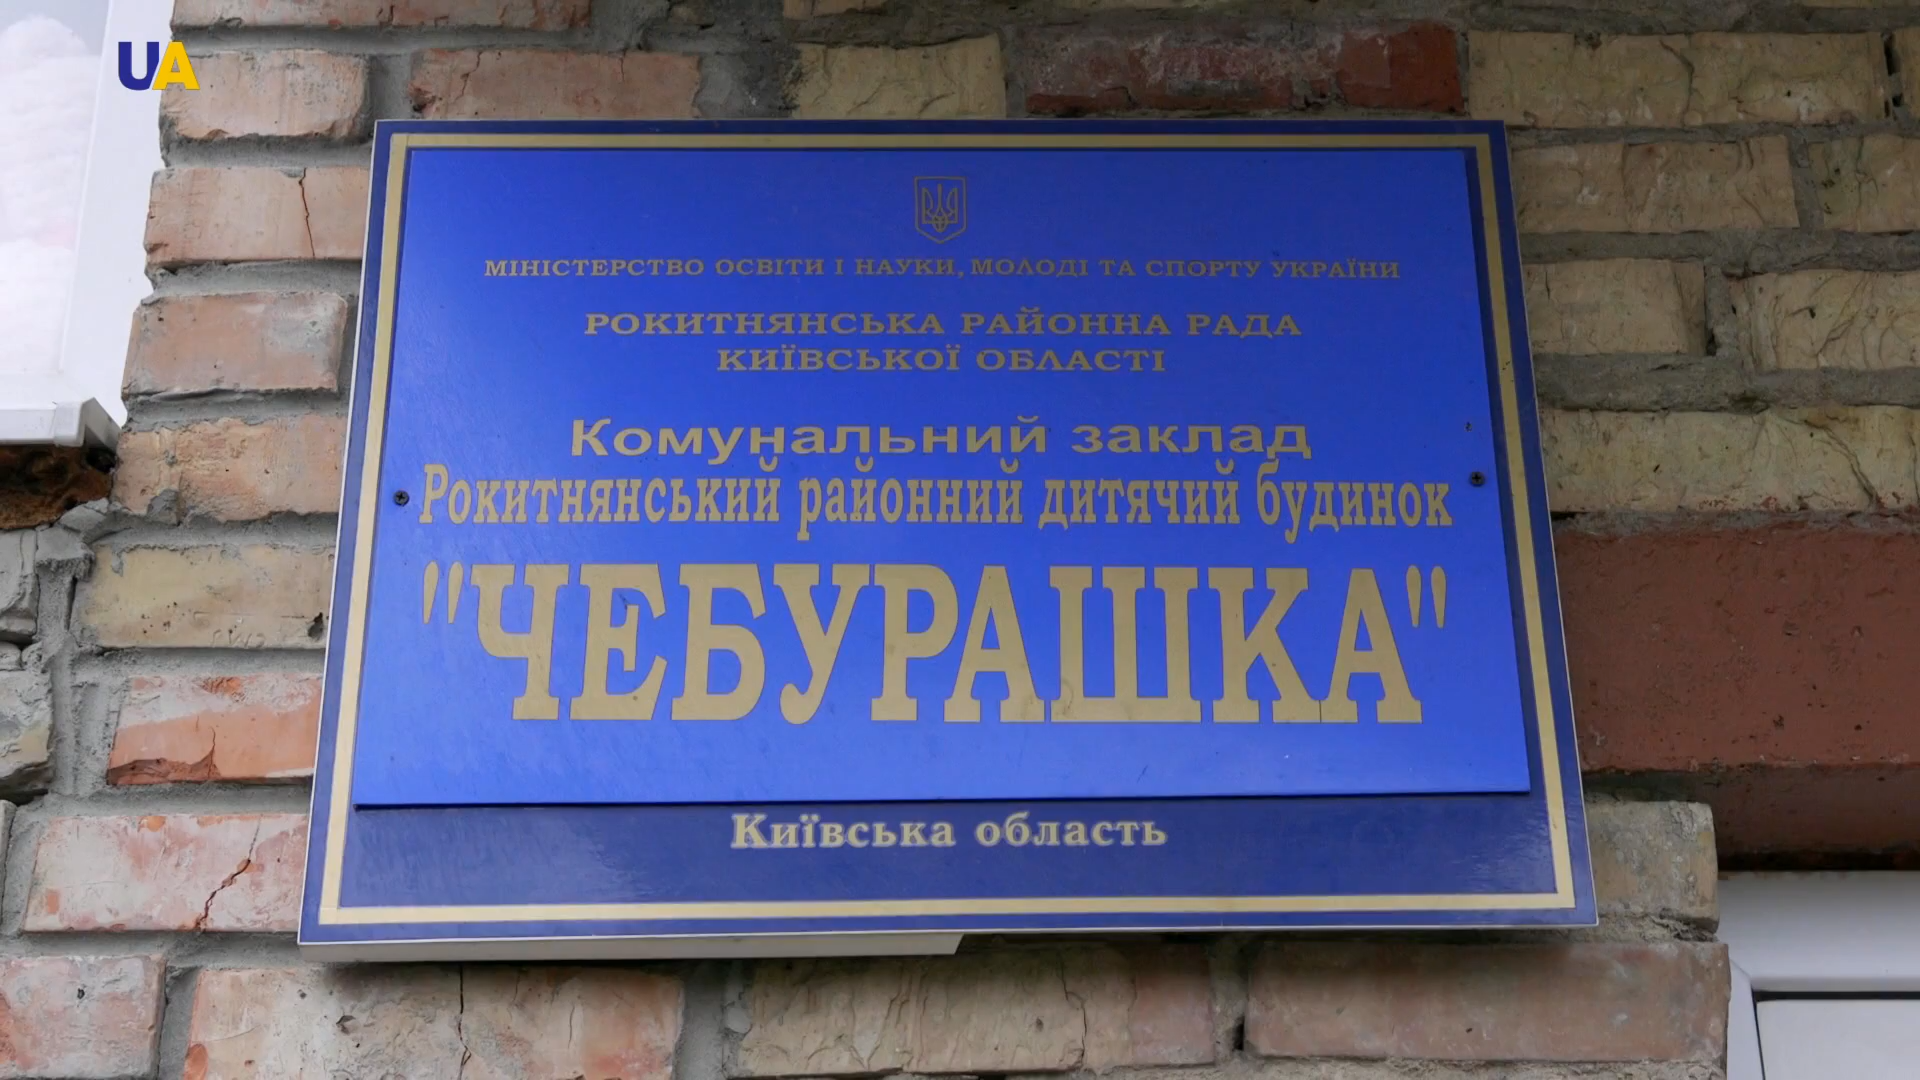 UA
МІНІСТЕРСТВО ОСВІТИ І НАУКИ, МОЛОДІ ТА СПОРТУ УКРАЇНИ
РОКИТНЯНСЬКА РАЙОННА РАДА
КИЇВСЬКОЇ ОБЛАСТІ
Комунальний заклад
Рокитнянський районний дитячий будинок
"ЧЕБУРАШКА"
Київська область